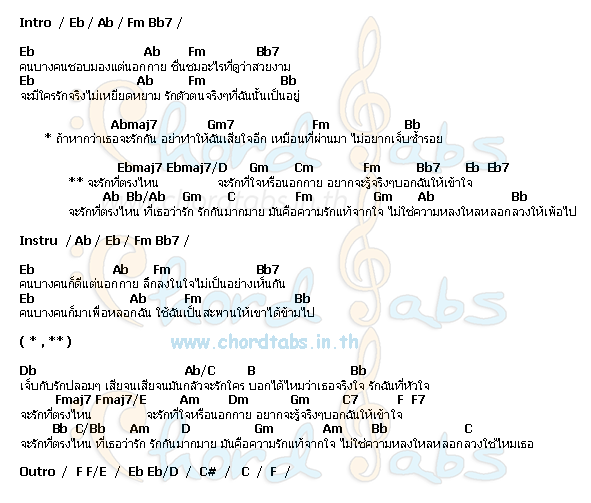 Intro / Eb / Ab / Fm Bb7 /
Eb Ab Fm Bb7
คนบางคนชอบมองแต่นอกกาย ชื่นชมอะไรที่ดูว่าสวยงาม
Eb Ab Fm Bb
จะมีใครรักจริงไม่เหยียดหยาม รักตัวตนจริงๆที่ฉันนั้นเป็นอยู่
Abmaj7 Gm7 Fm Bb
* ถ้าหากว่าเธอจะรักกัน อย่าทำให้ฉันเสียใจอีก เหมือนที่ผ่านมา ไม่อยากเจ็บซ้ำรอย
Ebmaj7 Ebmaj7/D Gm Cm Fm Bb7 Eb Eb7
** จะรักที่ตรงไหน จะรักที่ใจหรือนอกกาย อยากจะรู้จริงๆบอกฉันให้เข้าใจ
Ab Bb/Ab Gm C Fm Gm Ab Bb
จะรักที่ตรงไหน ที่เธอว่ารัก รักกันมากมาย มันคือความรักแท้จากใจ ไม่ใช่ความหลงใหลหลอกลวงให้เพ้อไป
Instru / Ab / Eb / Fm Bb7 /
Eb Ab Fm Bb7
คนบางคนก็ดีแต่นอกกาย ลึกลงในใจไม่เป็นอย่างเห็นกัน
Eb Ab Fm Bb
คนบางคนก็มาเพื่อหลอกฉัน ใช้ฉันเป็นสะพานให้เขาได้ข้ามไป
( * , ** )
www.chordtabs.in.th
Db Ab/C B Bb
เจ็บกับรักปลอมๆ เสียจนเสียจนมันกลัวจะรักใคร บอกได้ไหมว่าเธอจริงใจ รักฉันที่หัวใจ
Fmaj7 Fmaj7/E Am Dm Gm C7 F F7
จะรักที่ตรงไหน จะรักที่ใจหรือนอกกาย อยากจะรู้จริงๆบอกฉันให้เข้าใจ
Bb C/Bb Am D Gm Am Bb C
จะรักที่ตรงไหน ที่เธอว่ารัก รักกันมากมาย มันคือความรักแท้จากใจ ไม่ใช่ความหลงใหลหลอกลวงใช่ไหมเธอ
Outro / F F/E / Eb Eb/D / C# / C / F /